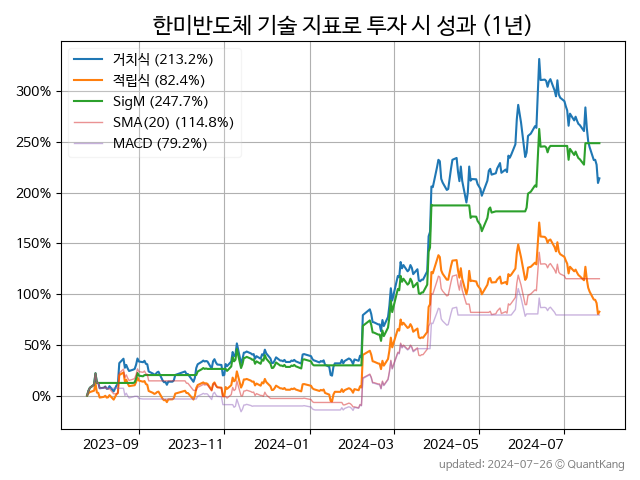 한미반도체 기술 지표로 투자 시 성과 (1년)
거치식 (213.2%)
적립식 (82.4%)
SigM (247.7%)
SMA(20) (114.8%)
MACD (79.2%)
300%
250%
200%
150%
100%
50%
0%
2023-09 2023-11 2024-01 2024-03 2024-05 2024-07
updated: 2024-07-26 © QuantKang